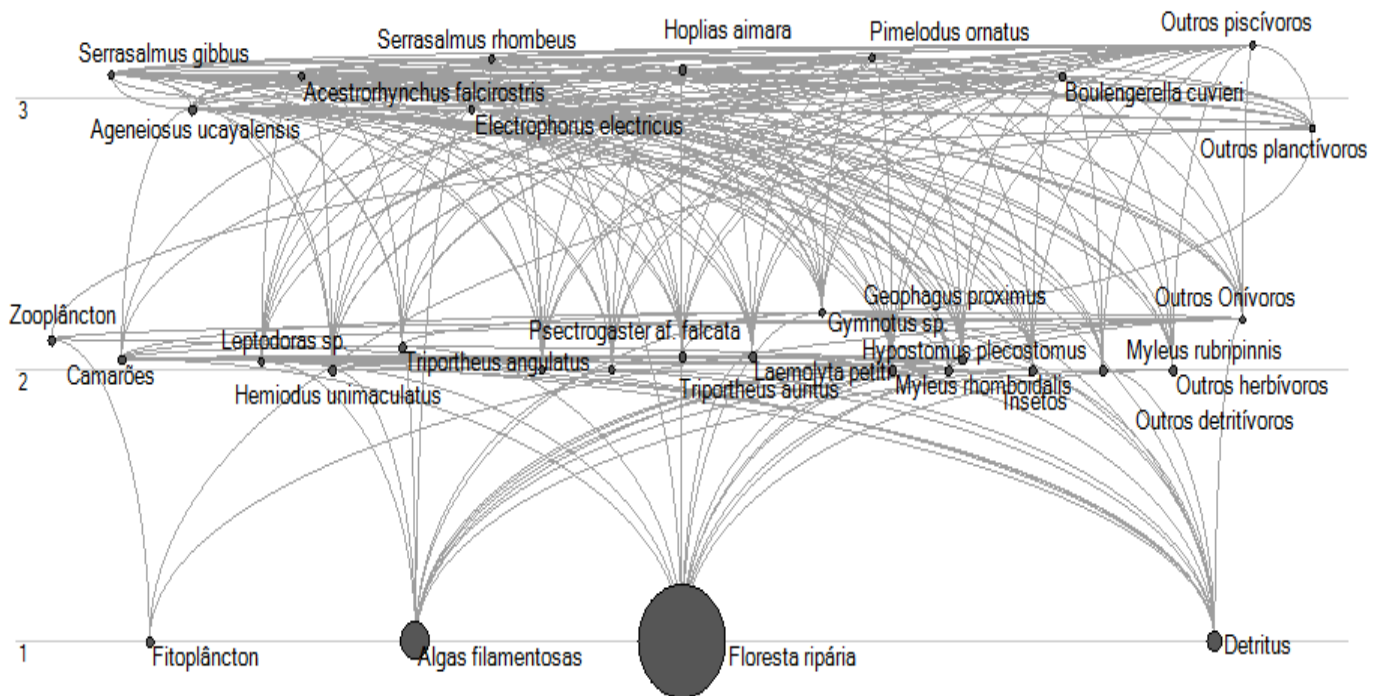 Serrasalmus gibbus
Serrasalmus rhombeus
Hoplias aimara
Pimelodus ornatus
Outros piscívoros
Acestrorhynchus falcirostris
Boulengerella cuvieri
3
Ageneiosus ucayalensis
Electrophorus electricus
Outros planctívoros
Zooplâncton
Leptodoras sp.
Psectrogaster af. falcata
Geophagus proximus
Gymnotus sp.
Outros Onívoros
Camarões
Triportheus angulatus
Laemolyta petiti
Hypostomus plecostomus
Myleus rubripinnis
2
Hemiodus unimaculatus
Triportheus auritus
Myleus rhomboidalis
Insetos
Outros herbívoros
Outros detritívoros
1
Fitoplâncton
Algas filamentosas
Floresta ripária
Detritus